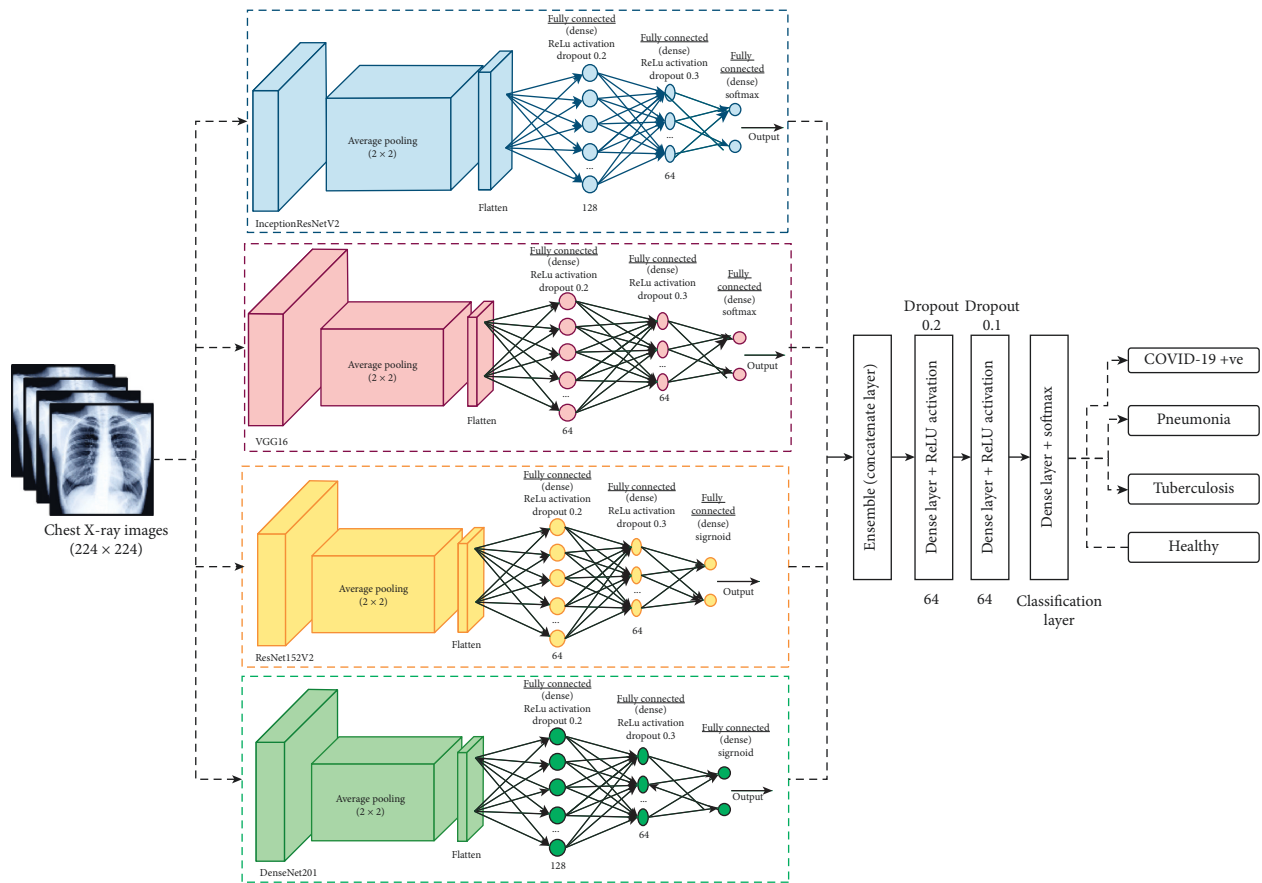 Chest X-ray images
(224 × 224)
Fully connected
(dense)
ReLu activation
dropout 0.2
Fully connected
(dense)
ReLu activation
dropout 0.3
Fully
connected
(dense)
softmax
Average pooling
(2 × 2)
Output
...
...
64
Flatten
128
InceptionResNetV2
Fully connected
(dense)
ReLu activation
dropout 0.2
Fully connected
(dense)
ReLu activation
dropout 0.3
Fully
connected
(dense)
softmax
Average pooling
(2 × 2)
Output
...
...
64
Flatten
64
VGG16
Fully connected
(dense)
ReLu activation
dropout 0.2
Fully connected
(dense)
ReLu activation
dropout 0.3
Fully
connected
(dense)
sigrnoid
Average pooling
(2 × 2)
Output
...
...
64
Flatten
64
ResNet152V2
Fully connected
(dense)
ReLu activation
dropout 0.2
Fully connected
(dense)
ReLu activation
dropout 0.3
Fully connected
(dense)
sigrnoid
Average pooling
(2 × 2)
Output
...
...
64
Flatten
128
DenseNet201
Ensemble (concatenate layer)
Dropout
0.2
Dense layer + ReLU activation
64
Dropout
0.1
Dense layer + ReLU activation
64
Dense layer + softmax
Classification
layer
COVID-19 +ve
Pneumonia
Tuberculosis
Healthy